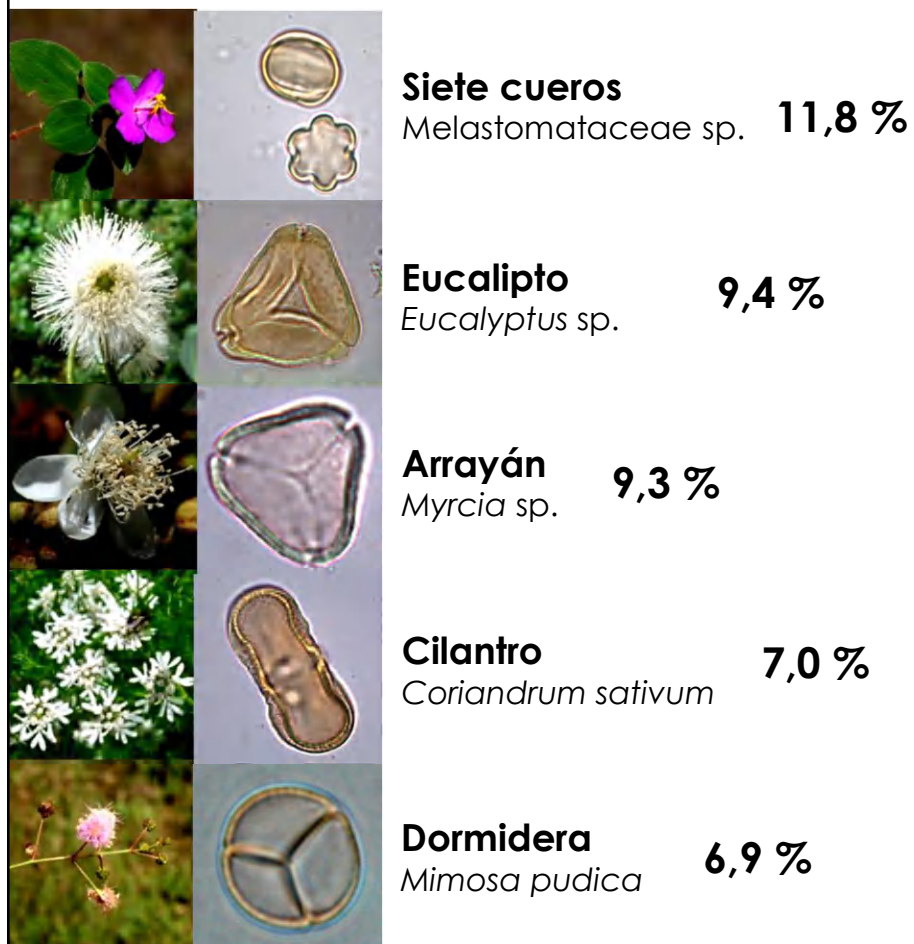 Siete cueros
Melastomataceae sp.
11,8 %
Eucalipto
Eucalyptus sp.
9,4 %
Arrayán
Myrcia sp.
9,3 %
Cilantro
Coriandrum sativum
7,0 %
Dormidera
Mimosa pudica
6,9 %